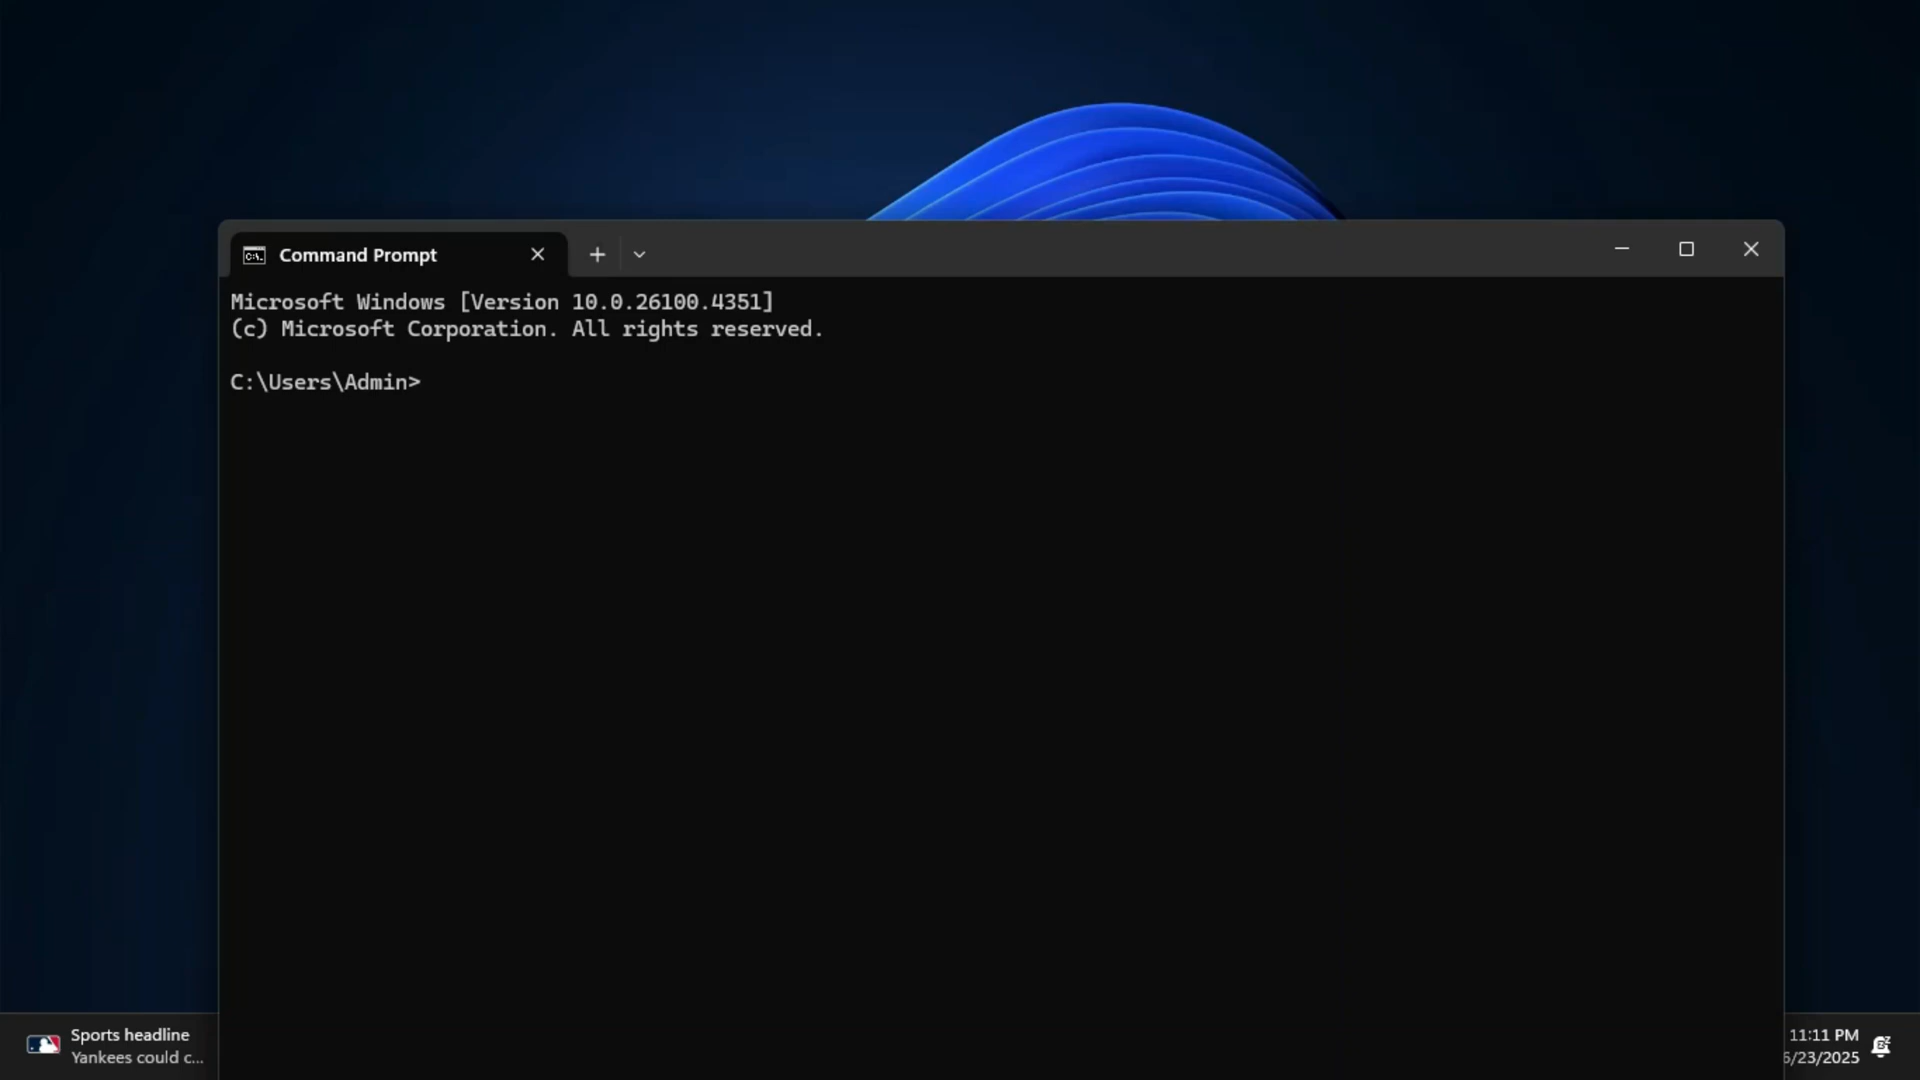 Command Prompt
Microsoft Windows [Version 10.0.26100.4351]
(c) Microsoft Corporation. All rights reserved.
C:\Users\Admin>
Sports headline
Yankees could c...
11:11 PM
6/23/2025